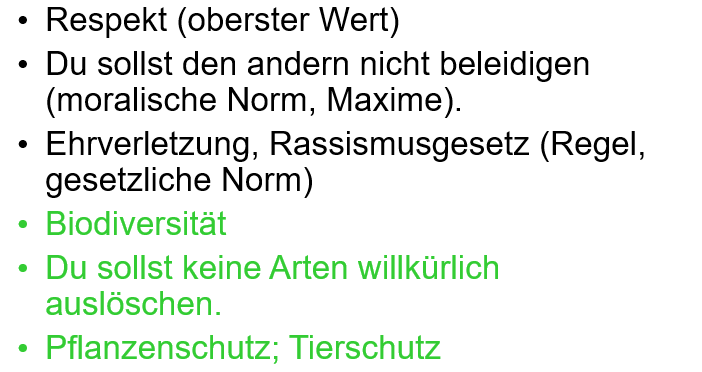 • Respekt (oberster Wert)
• Du sollst den andern nicht beleidigen
(moralische Norm, Maxime).
• Ehrverletzung, Rassismusgesetz (Regel,
gesetzliche Norm)
• Biodiversität
• Du sollst keine Arten willkürlich
auslöschen.
• Pflanzenschutz; Tierschutz